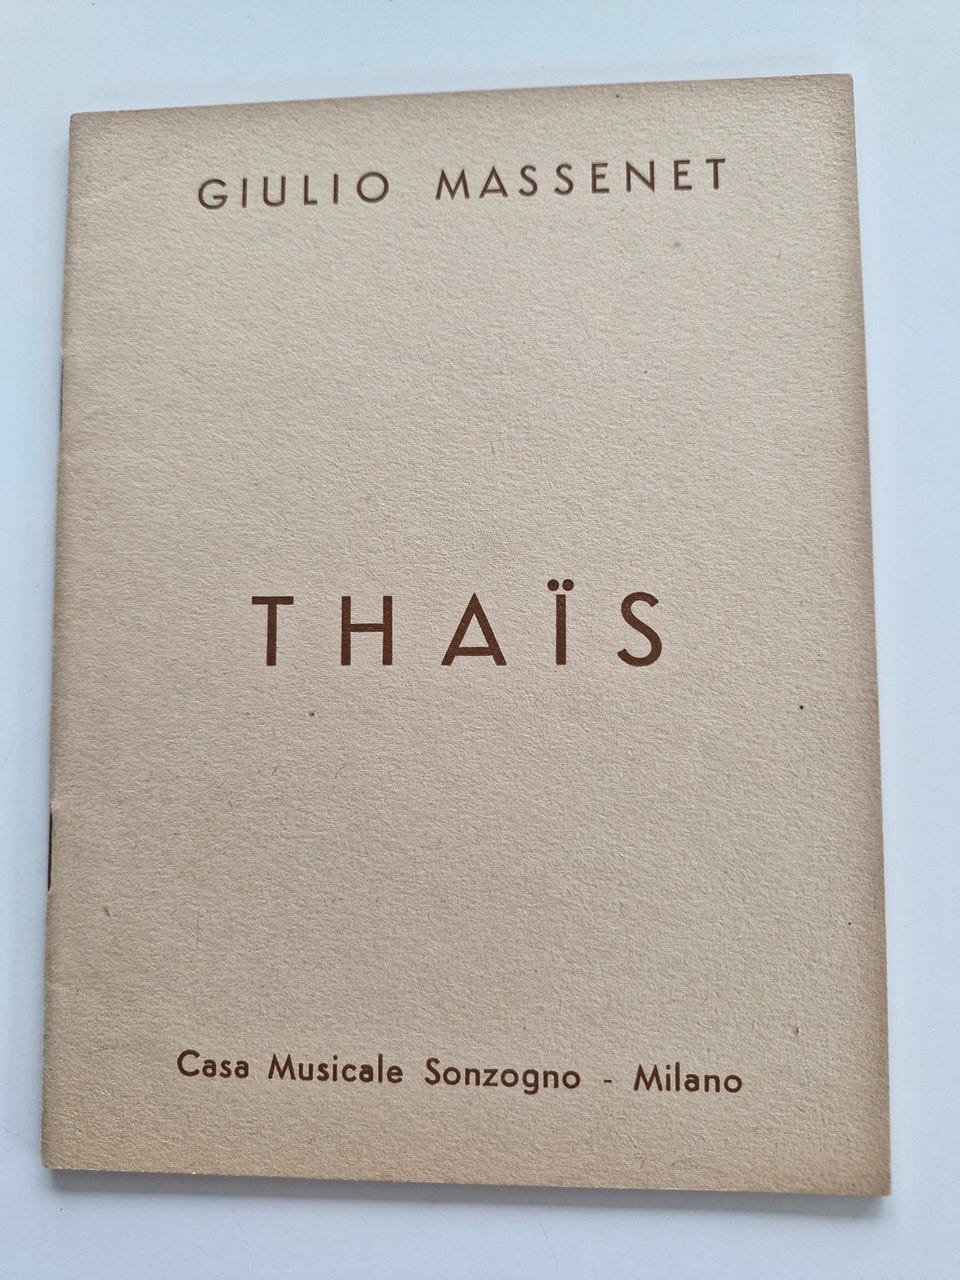 GIULIO MASSENET
THAÏS
Casa Musicale Sonzogno - Milano